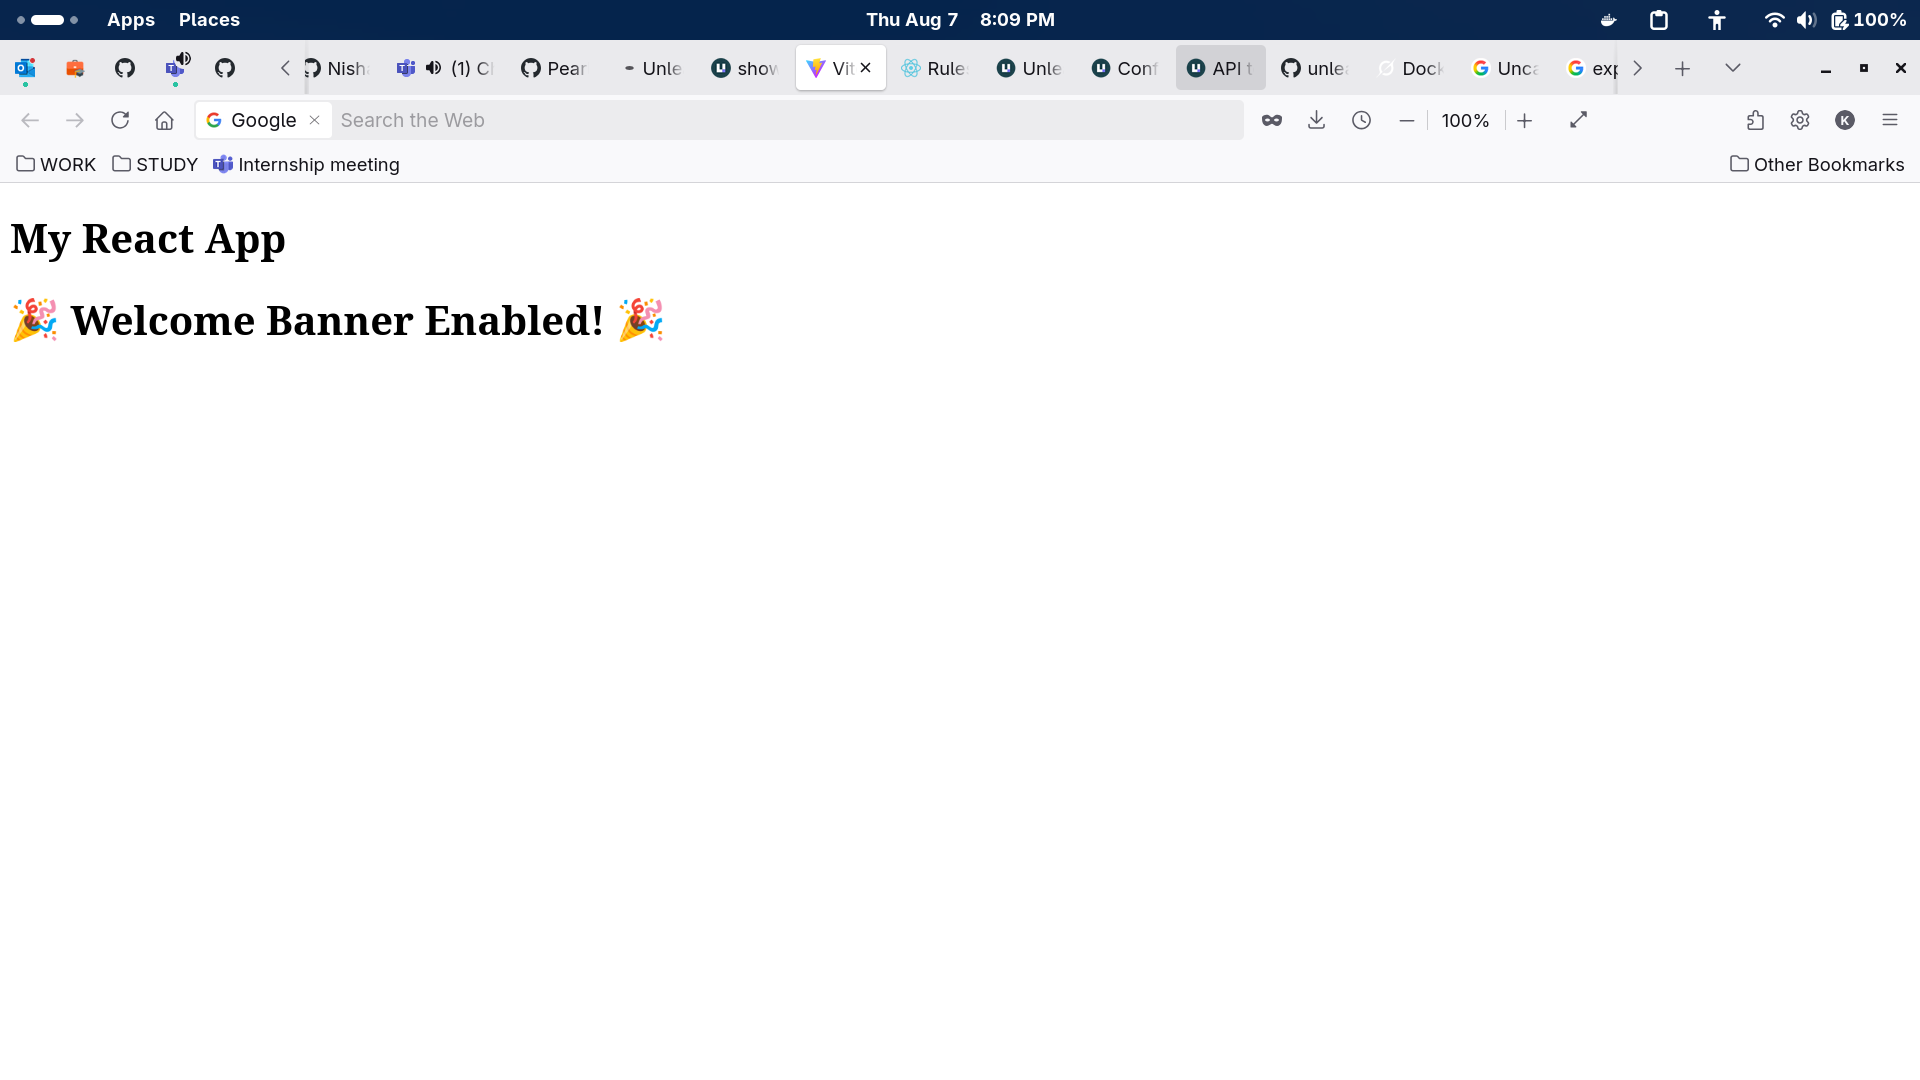 Apps Places Thu Aug 7 8:09 PM 100%
Nish (1) C Pear Unle show Vit Rule Unle Conf API t unlea Dock Unca exp
Google Search the Web 100% K
WORK STUDY Internship meeting Other Bookmarks
My React App
🎉 Welcome Banner Enabled! 🎉